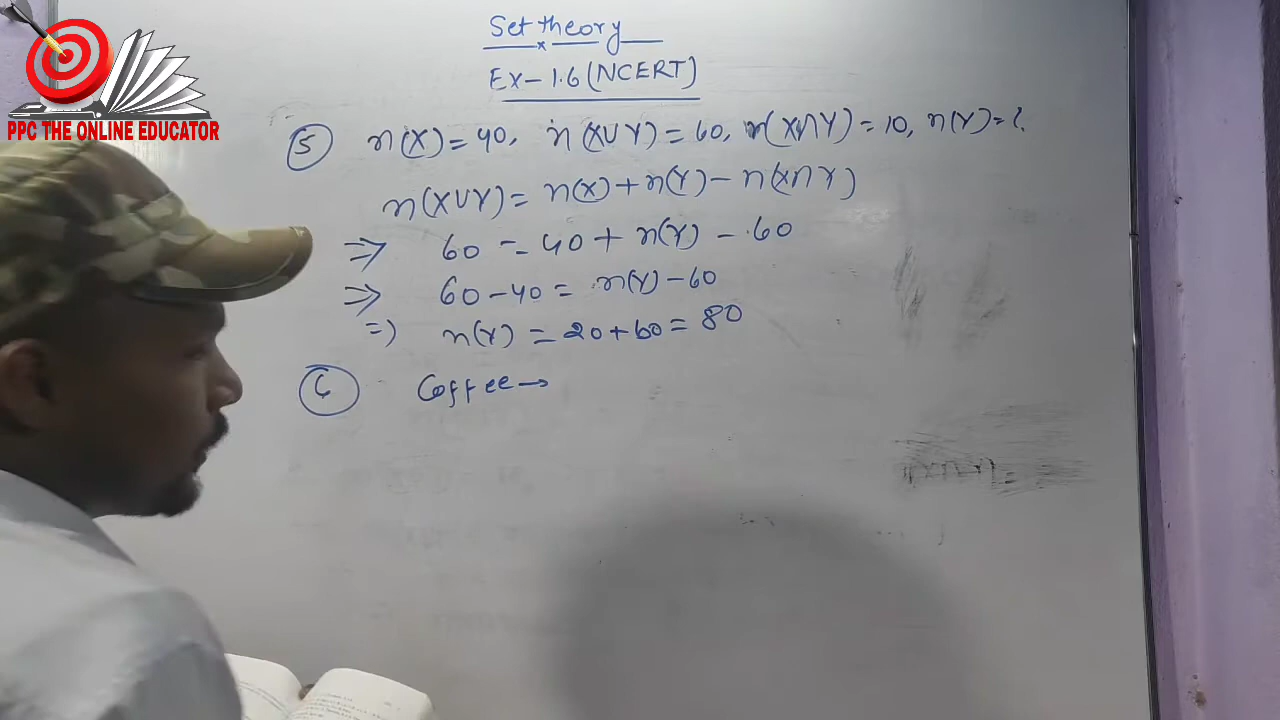 PPC THE ONLINE EDUCATOR
Set theory
EX-1.6 (NCERT)
5 n(X) = 40, n(X∪Y) = 60, n(X∩Y) = 10, n(Y) = ?
n(X∪Y) = n(X) + n(Y) - n(X∩Y)
⇒ 60 = 40 + n(Y) - 60
⇒ 60 - 40 = n(Y) - 60
⇒ n(Y) = 20 + 60 = 80
6 Coffee →